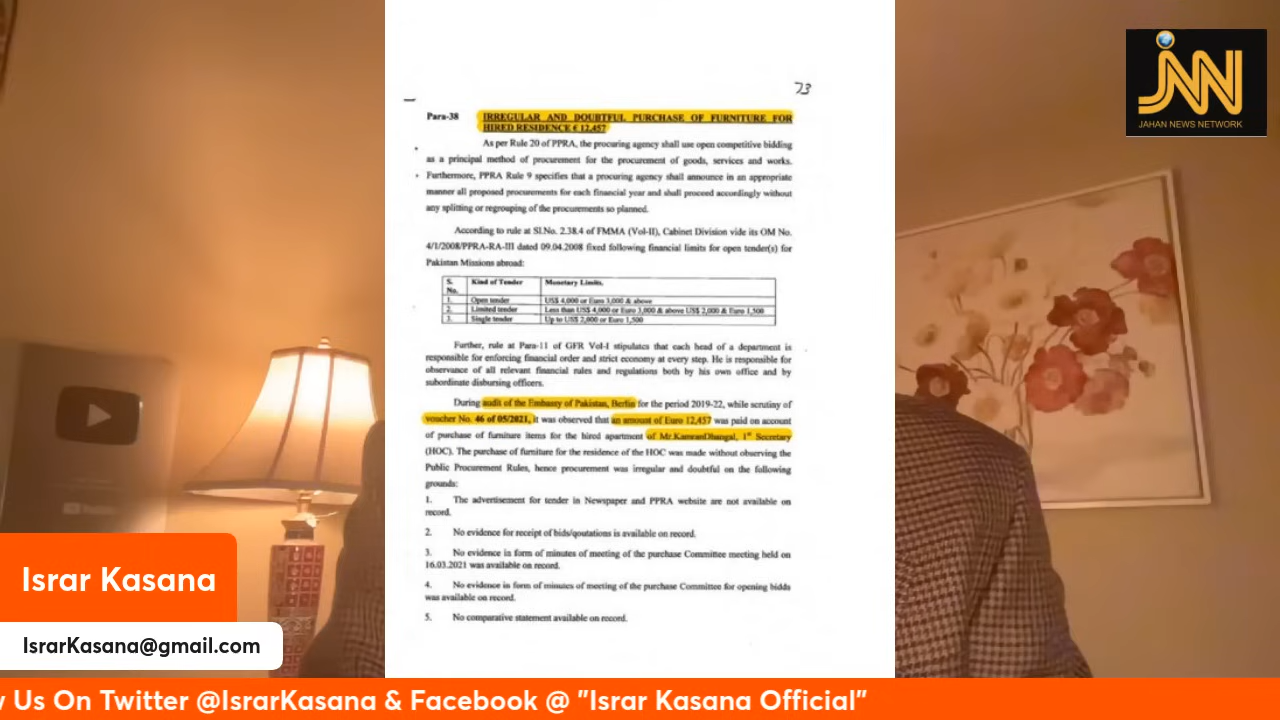 73
Para-38
IRREGULAR AND DOUBTFUL PURCHASE OF FURNITURE FOR
HIRED RESIDENCE € 12,457
As per Rule 20 of PPRA, the procuring agency shall use open competitive bidding
as a principal method of procurement for the procurement of goods, services and works.
Furthermore, PPRA Rule 9 specifies that a procuring agency shall announce in an appropriate
manner all proposed procurements for each financial year and shall proceed accordingly without
any splitting or regrouping of the procurements so planned.
According to rule at Sl.No. 2.38.4 of FMMA (Vol-II), Cabinet Division vide its OM No.
4/1/2008/PPRA-RA-III dated 09.04.2008 fixed following financial limits for open tender(s) for
Pakistan Missions abroad:
S. No. Kind of Tender Monetary Limits.
1. Open tender US$ 4,000 or Euro 3,000 & above
2. Limited tender Less than US$ 4,000 or Euro 3,000 & above US$ 2,000 & Euro 1,500
3. Single tender Up to US$ 2,000 or Euro 1,500
Further, rule at Para-11 of GFR Vol-I stipulates that each head of a department is
responsible for enforcing financial order and strict economy at every step. He is responsible for
observance of all relevant financial rules and regulations both by his own office and by
subordinate disbursing officers.
During audit of the Embassy of Pakistan, Berlin for the period 2019-22, while scrutiny of
voucher No. 46 of 05/2021, it was observed that an amount of Euro 12,457 was paid on account
of purchase of furniture items for the hired apartment of Mr.KamranDhangal, 1st Secretary
(HOC). The purchase of furniture for the residence of the HOC was made without observing the
Public Procurement Rules, hence procurement was irregular and doubtful on the following
grounds:
1. The advertisement for tender in Newspaper and PPRA website are not available on
record.
2. No evidence for receipt of bids/qoutations is available on record.
3. No evidence in form of minutes of meeting of the purchase Committee meeting held on
16.03.2021 was available on record.
4. No evidence in form of minutes of meeting of the purchase Committee for opening bidds
was available on record.
5. No comparative statement available on record.
JNN
JAHAN NEWS NETWORK
Israr Kasana
IsrarKasana@gmail.com
Us On Twitter @IsrarKasana & Facebook @ "Israr Kasana Official"